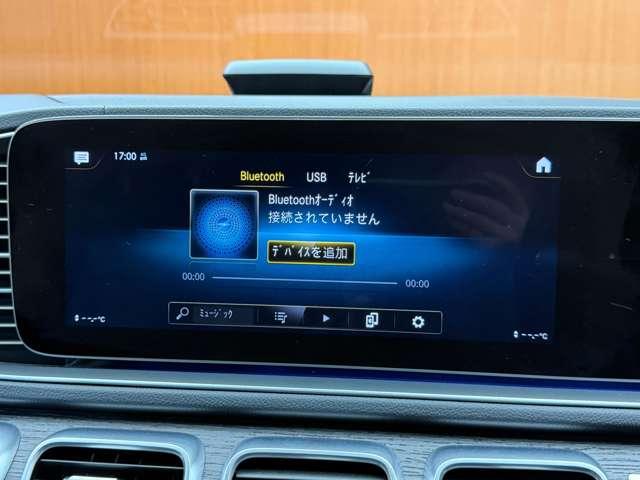 17:00
Bluetooth USB ﾃﾚﾋﾞ
Bluetoothｵｰﾃﾞｨｵ
接続されていません
ﾃﾞﾊﾞｲｽを追加
00:00 00:00
ﾐｭｰｼﾞｯｸ
--.-℃ --.-℃